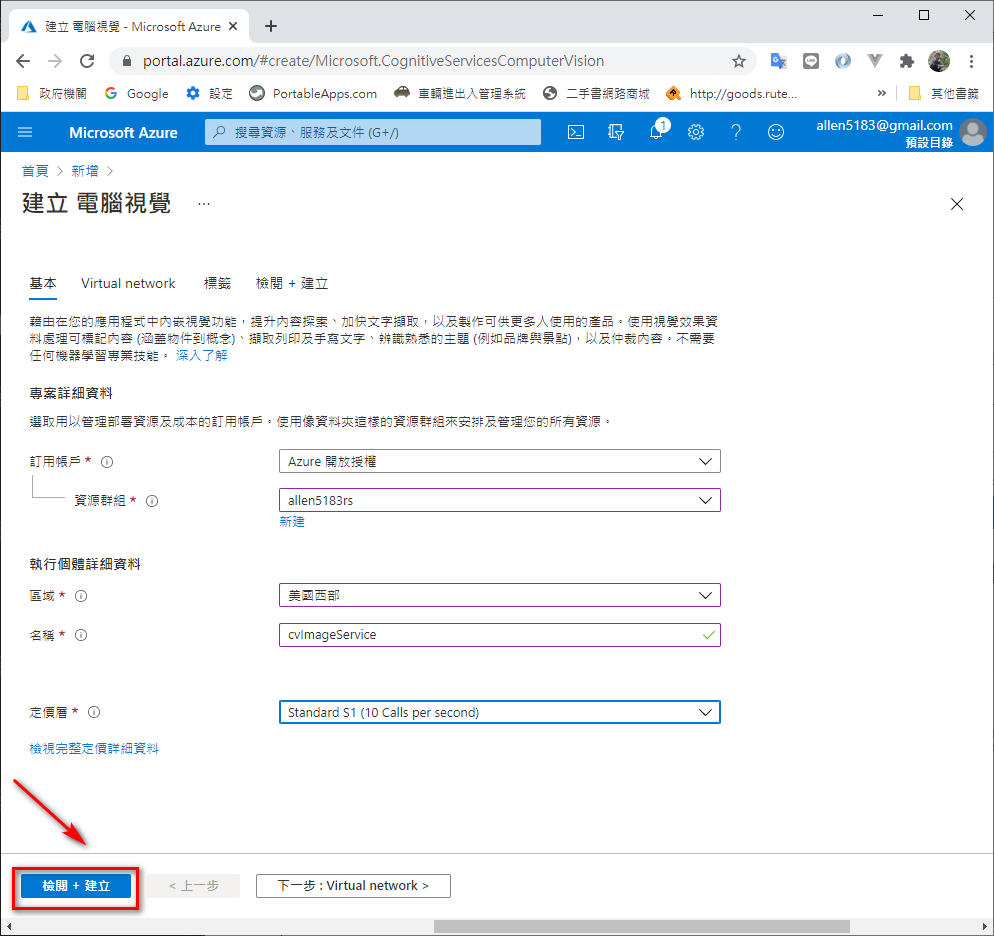 建立 電腦視覺 - Microsoft Azure
portal.azure.com/#create/Microsoft.CognitiveServicesComputerVision
政府機關 Google 設定 PortableApps.com 車輛進出入管理系統 二手書網路商城 http://goods.rute... » 其他書籤
Microsoft Azure 搜尋資源、服務及文件 (G+/) 1 allen5183@gmail.com
預設目錄
首頁 > 新增 >
建立 電腦視覺 ...
基本 Virtual network 標籤 檢閱 + 建立
藉由在您的應用程式中內嵌視覺功能，提升內容探索、加快文字擷取，以及製作可供更多人使用的產品。使用視覺效果資
料處理可標記內容 (涵蓋物件到概念)、擷取列印及手寫文字、辨識熟悉的主題 (例如品牌與景點)，以及仲裁內容。不需要
任何機器學習專業技能。 深入了解
專案詳細資料
選取用以管理部署資源及成本的訂用帳戶。使用像資料夾這樣的資源群組來安排及管理您的所有資源。
訂用帳戶 * Azure 開放授權
資源群組 * allen5183rs
新建
執行個體詳細資料
區域 * 美國西部
名稱 * cvImageService
定價層 * Standard S1 (10 Calls per second)
檢視完整定價詳細資料
檢閱 + 建立 < 上一步 下一步 : Virtual network >